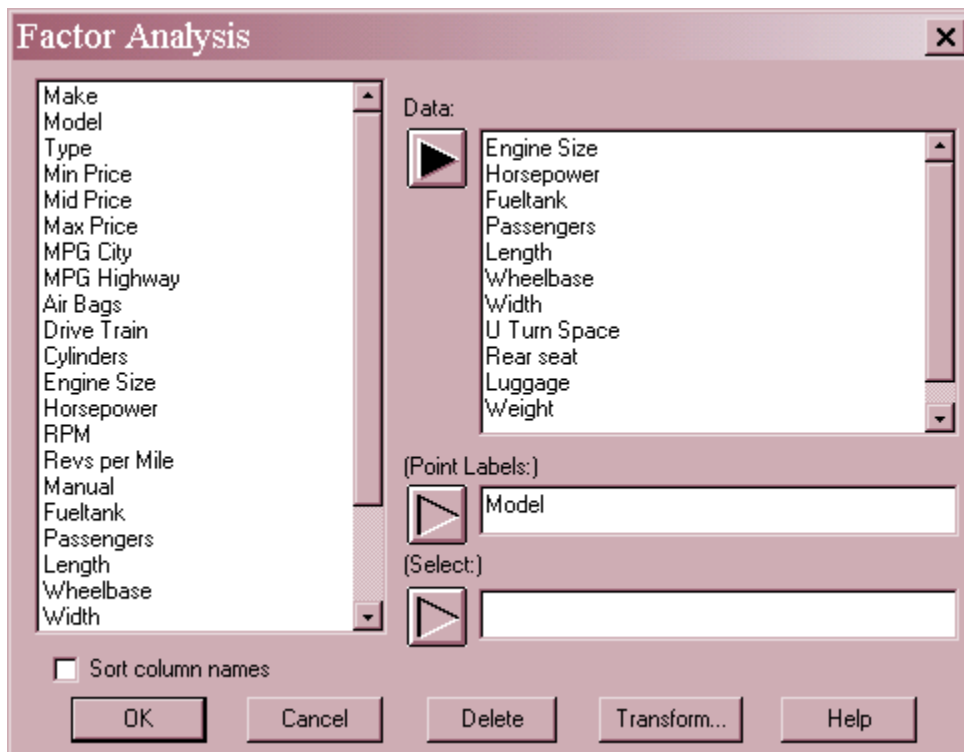 Factor Analysis
Make
Model
Type
Min Price
Mid Price
Max Price
MPG City
MPG Highway
Air Bags
Drive Train
Cylinders
Engine Size
Horsepower
RPM
Revs per Mile
Manual
Fueltank
Passengers
Length
Wheelbase
Width
Data:
Engine Size
Horsepower
Fueltank
Passengers
Length
Wheelbase
Width
U Turn Space
Rear seat
Luggage
Weight
(Point Labels:)
Model
(Select:)
Sort column names
OK Cancel Delete Transform... Help